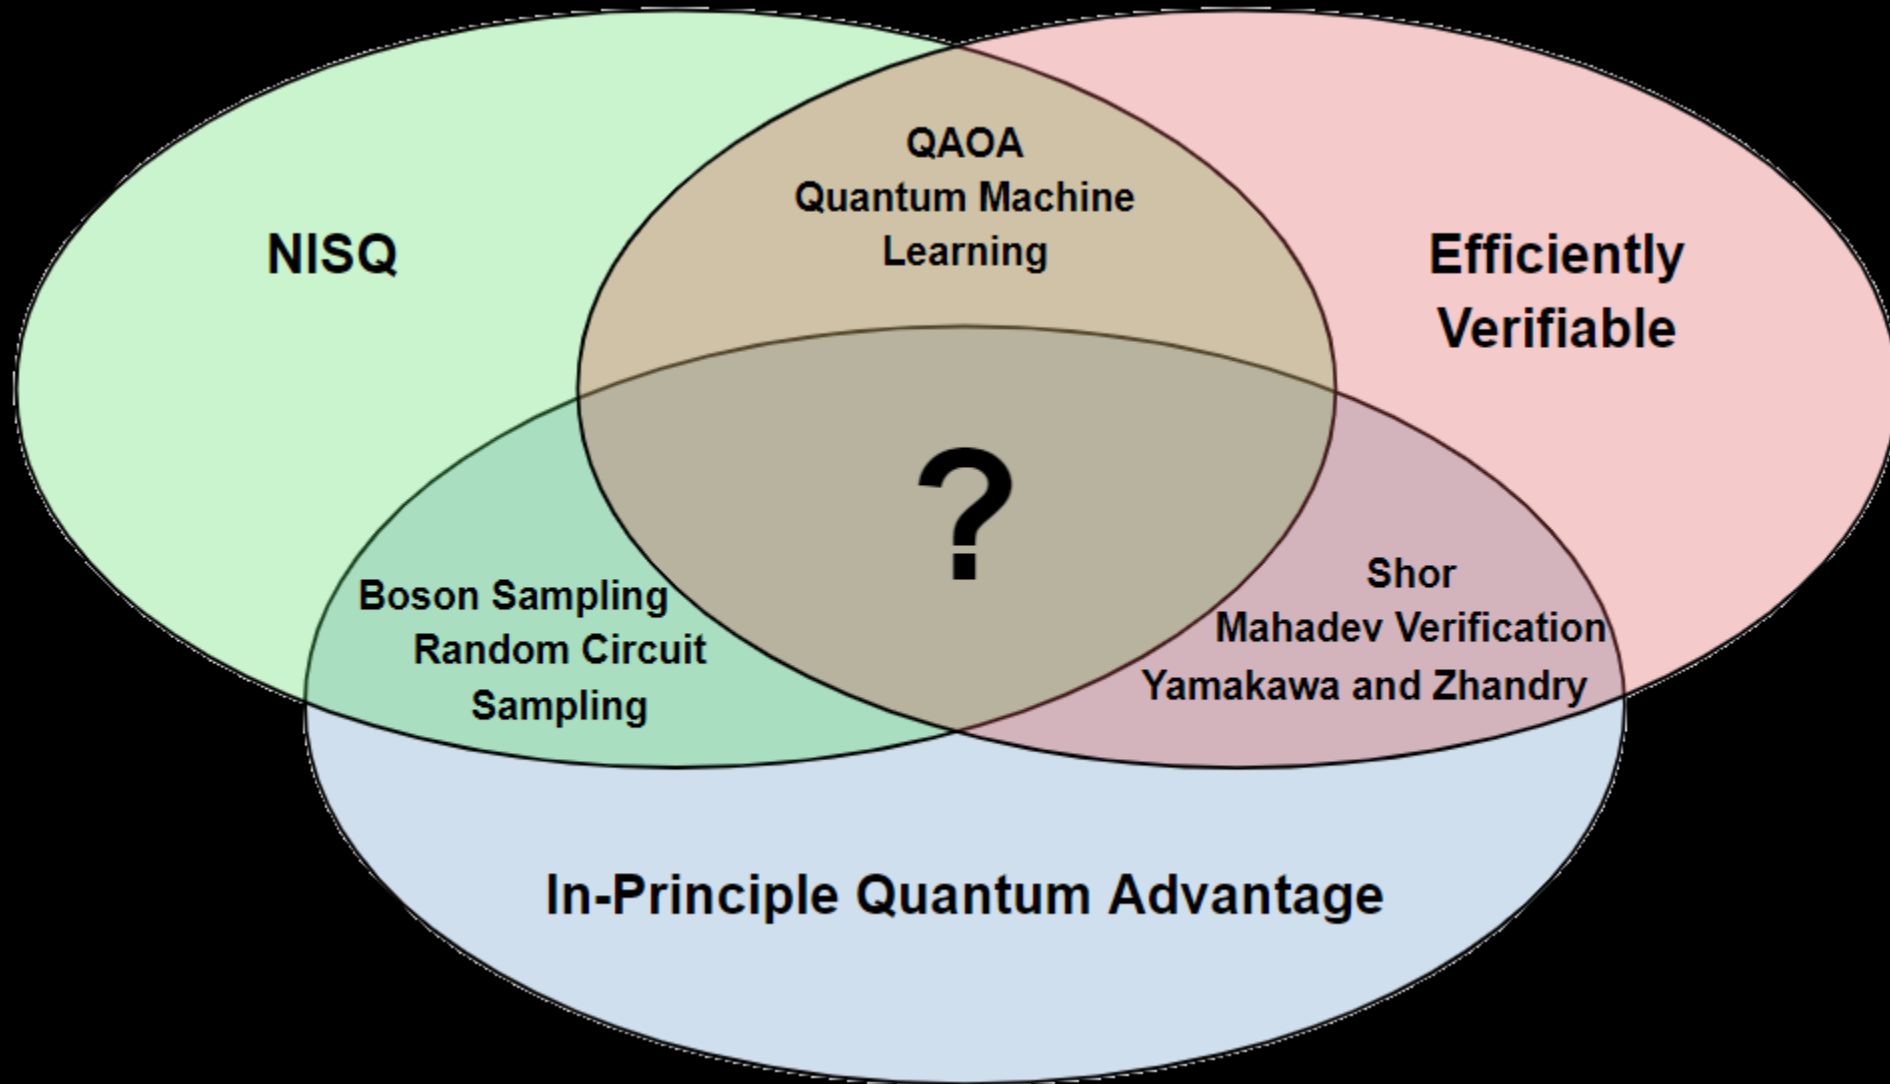 QAOA
Quantum Machine
Learning
NISQ
Efficiently
Verifiable
?
Boson Sampling
Random Circuit
Sampling
Shor
Mahadev Verification
Yamakawa and Zhandry
In-Principle Quantum Advantage